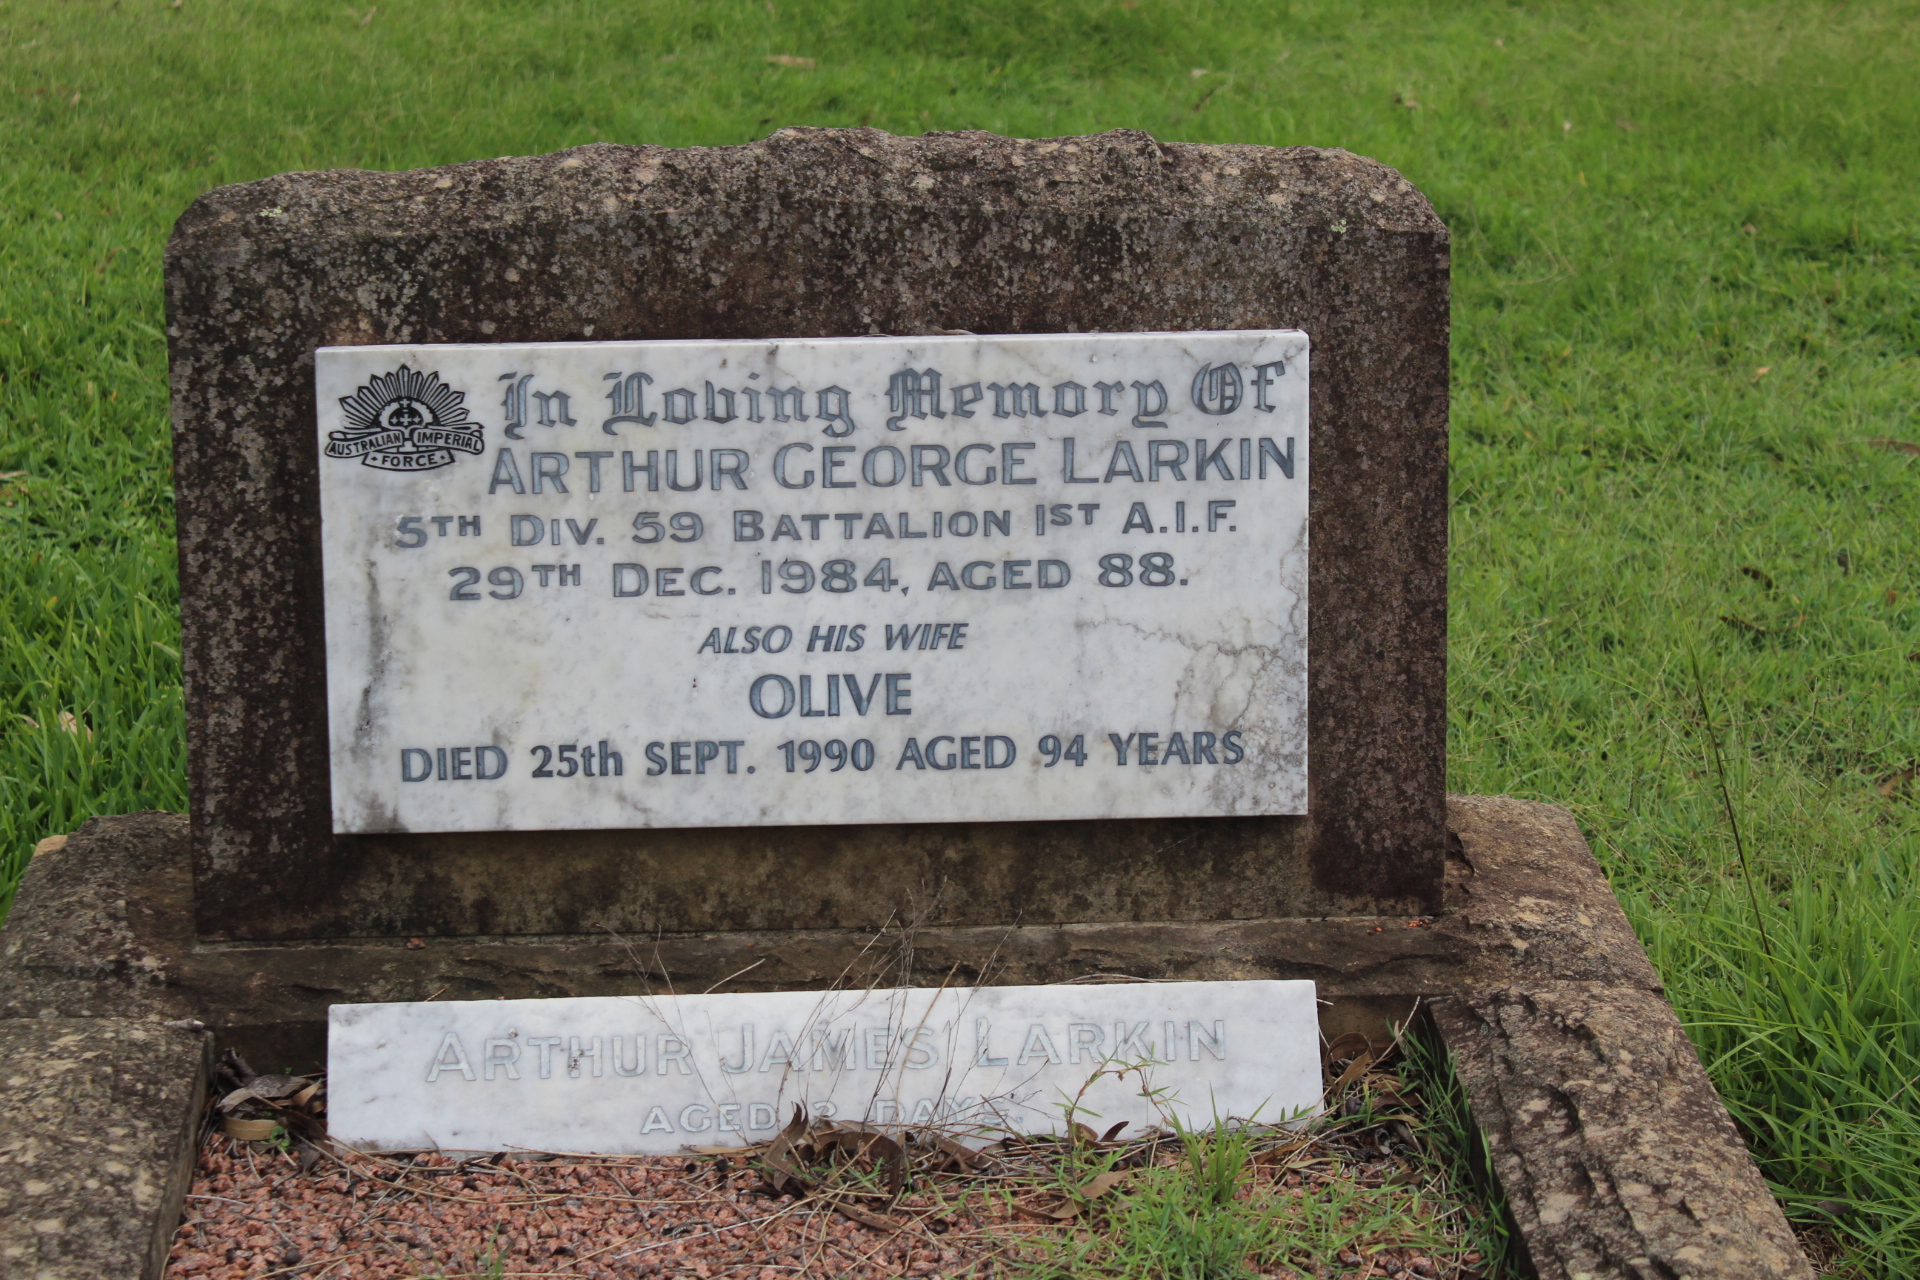 In Loving Memory Of
AUSTRALIAN IMPERIAL
FORCE
ARTHUR GEORGE LARKIN
5TH DIV. 59 BATTALION 1ST A.I.F.
29TH DEC. 1984, AGED 88.
ALSO HIS WIFE
OLIVE
DIED 25th SEPT. 1990 AGED 94 YEARS
ARTHUR JAMES LARKIN
AGED DAYS.